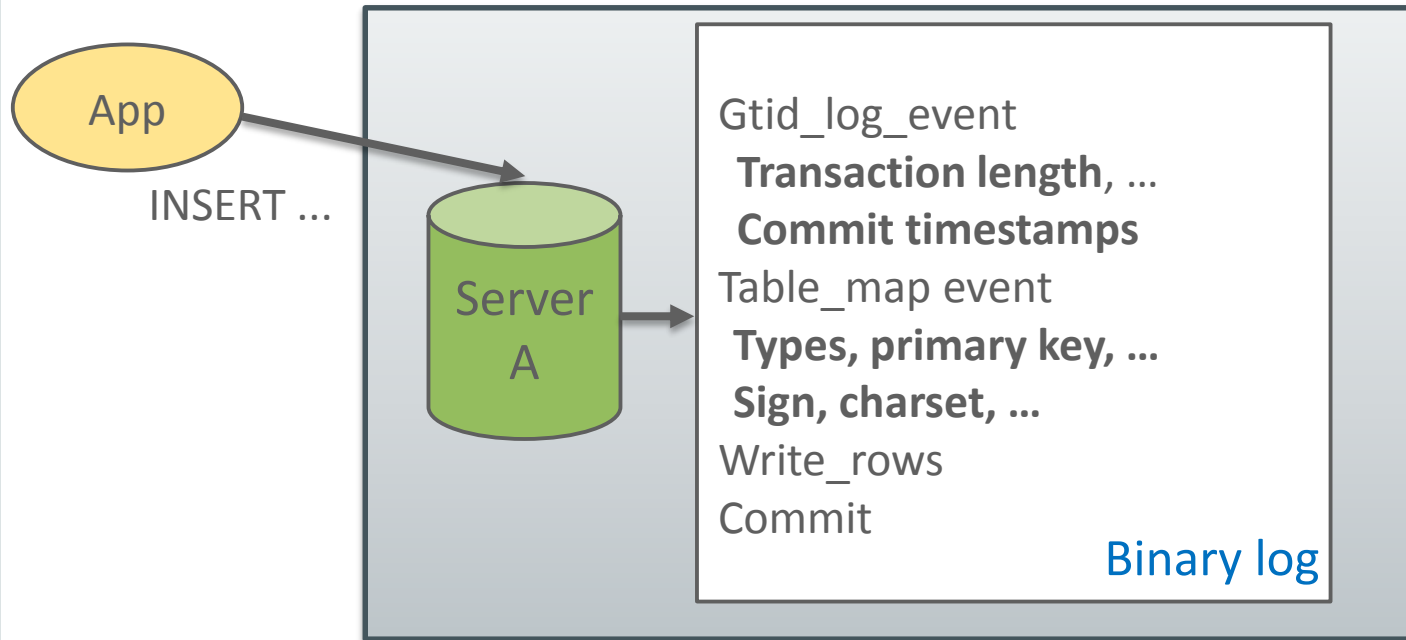 App
INSERT ...
Server
A
Gtid_log_event
Transaction length, …
Commit timestamps
Table_map event
Types, primary key, …
Sign, charset, …
Write_rows
Commit
Binary log